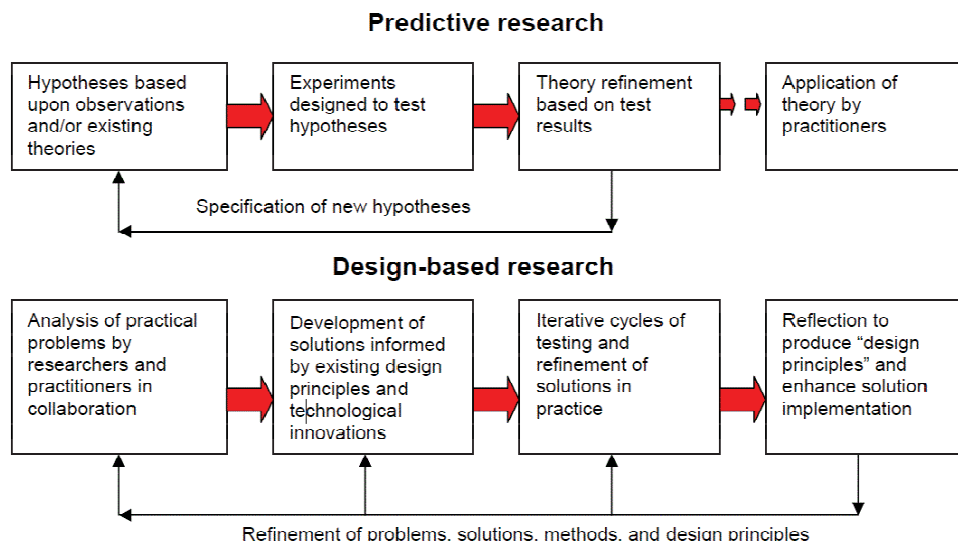 Predictive research
Hypotheses based
upon observations
and/or existing
theories
Experiments
designed to test
hypotheses
Theory refinement
based on test
results
Application of
theory by
practitioners
Specification of new hypotheses
Design-based research
Analysis of practical
problems by
researchers and
practitioners in
collaboration
Development of
solutions informed
by existing design
principles and
technological
innovations
Iterative cycles of
testing and
refinement of
solutions in
practice
Reflection to
produce “design
principles” and
enhance solution
implementation
Refinement of problems, solutions, methods, and design principles